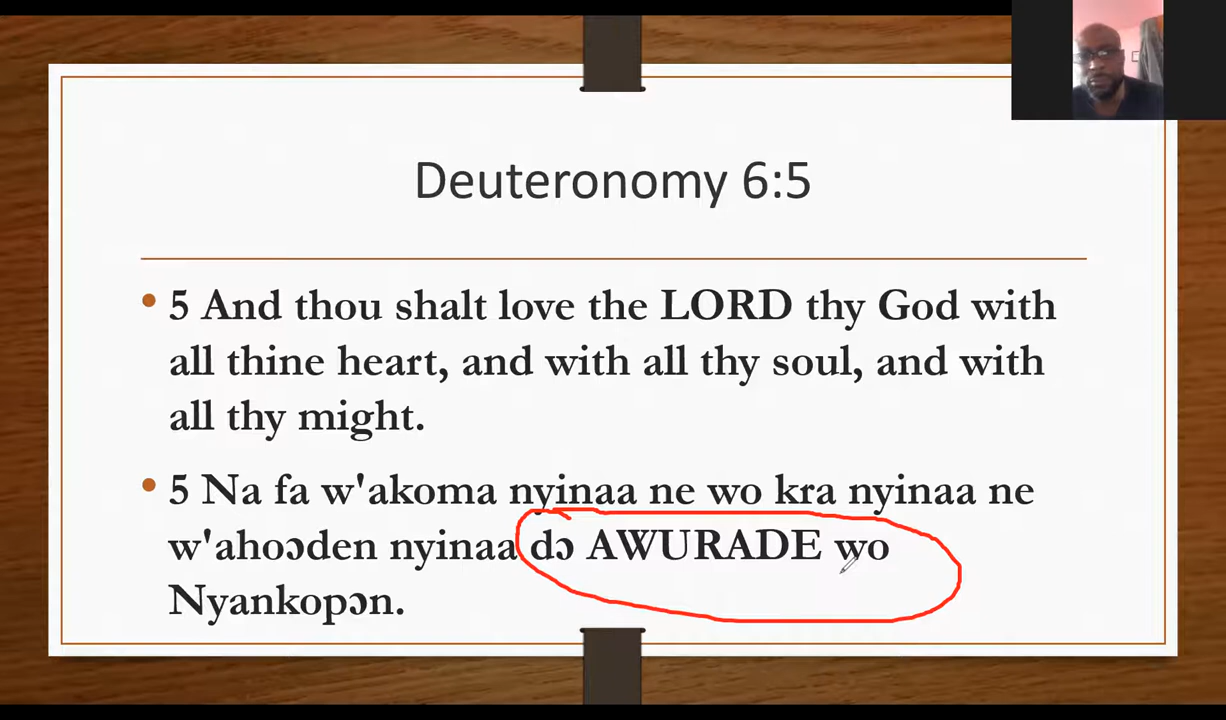 Deuteronomy 6:5
• 5 And thou shalt love the LORD thy God with
all thine heart, and with all thy soul, and with
all thy might.
• 5 Na fa w'akoma nyinaa ne wo kra nyinaa ne
w'ahoɔden nyinaa dɔ AWURADE wo
Nyankopɔn.